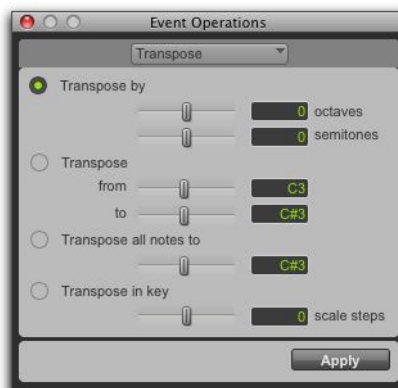 Event Operations
Transpose
Transpose by
0 octaves
0 semitones
Transpose
from C3
to C#3
Transpose all notes to
C#3
Transpose in key
0 scale steps
Apply